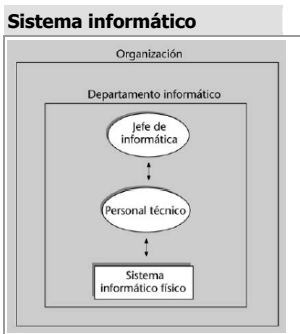 Sistema informático
Organización
Departamento informático
Jefe de
informática
Personal técnico
Sistema
informático físico